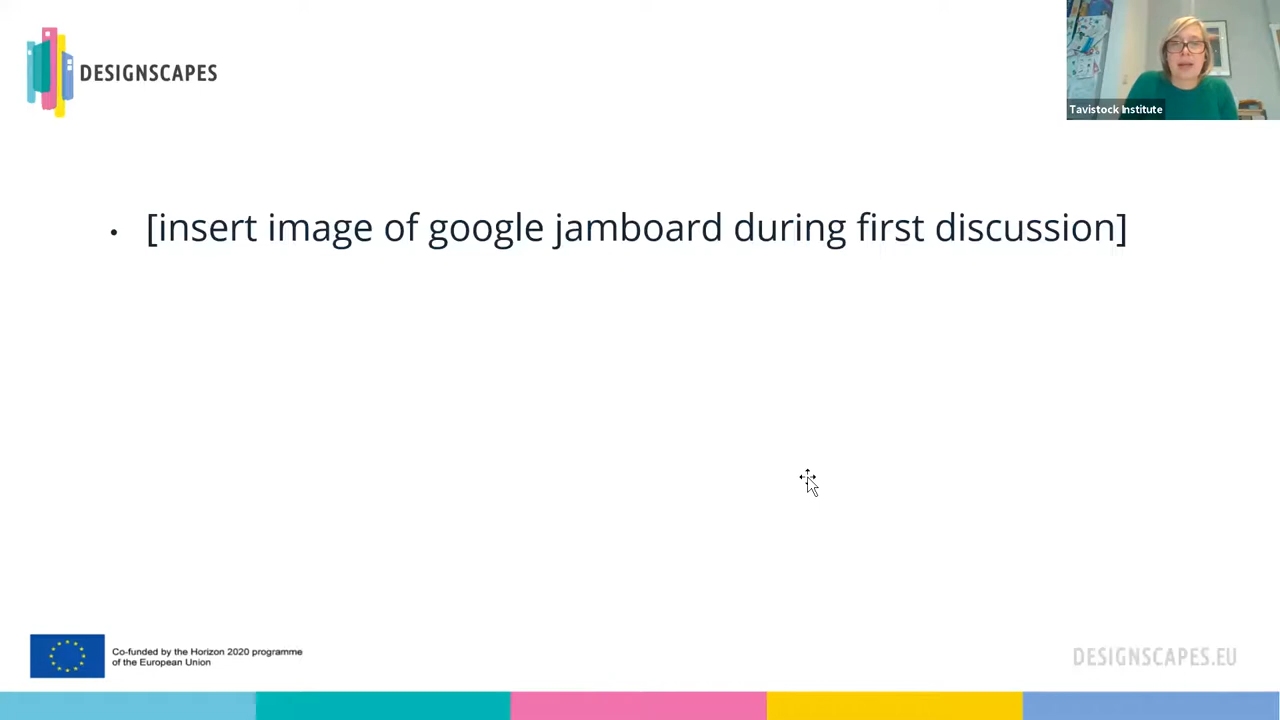 DESIGNSCAPES
Tavistock Institute
• [insert image of google jamboard during first discussion]
Co-funded by the Horizon 2020 programme
of the European Union
DESIGNSCAPES.EU